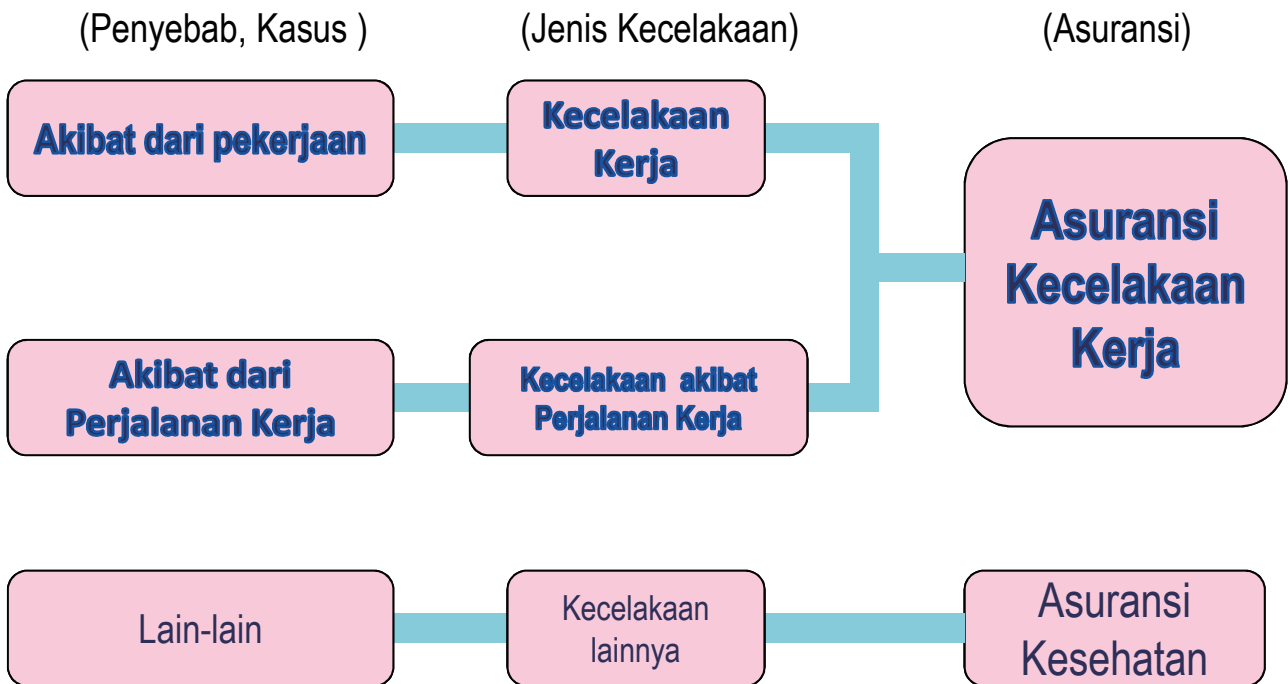 (Penyebab, Kasus )
(Jenis Kecelakaan)
(Asuransi)
Akibat dari pekerjaan
Kecelakaan
Kerja
Asuransi
Kecelakaan
Kerja
Akibat dari
Perjalanan Kerja
Kecelakaan akibat
Perjalanan Kerja
Lain-lain
Kecelakaan
lainnya
Asuransi
Kesehatan